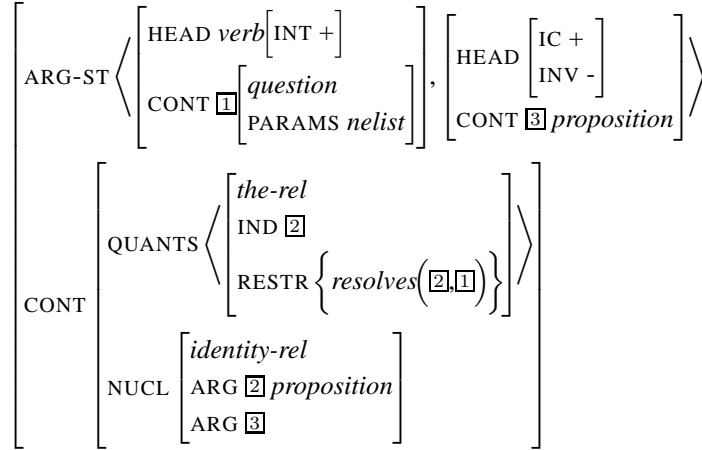 ARG-ST ⟨ [HEAD verb[INT +] , [HEAD [IC +
INV -]
CONT [1] [question
PARAMS nelist]] CONT [3] proposition] ⟩
CONT
QUANTS ⟨ [the-rel
IND [2]
RESTR { resolves([2],[1]) }] ⟩
NUCL [identity-rel
ARG [2] proposition
ARG [3]]